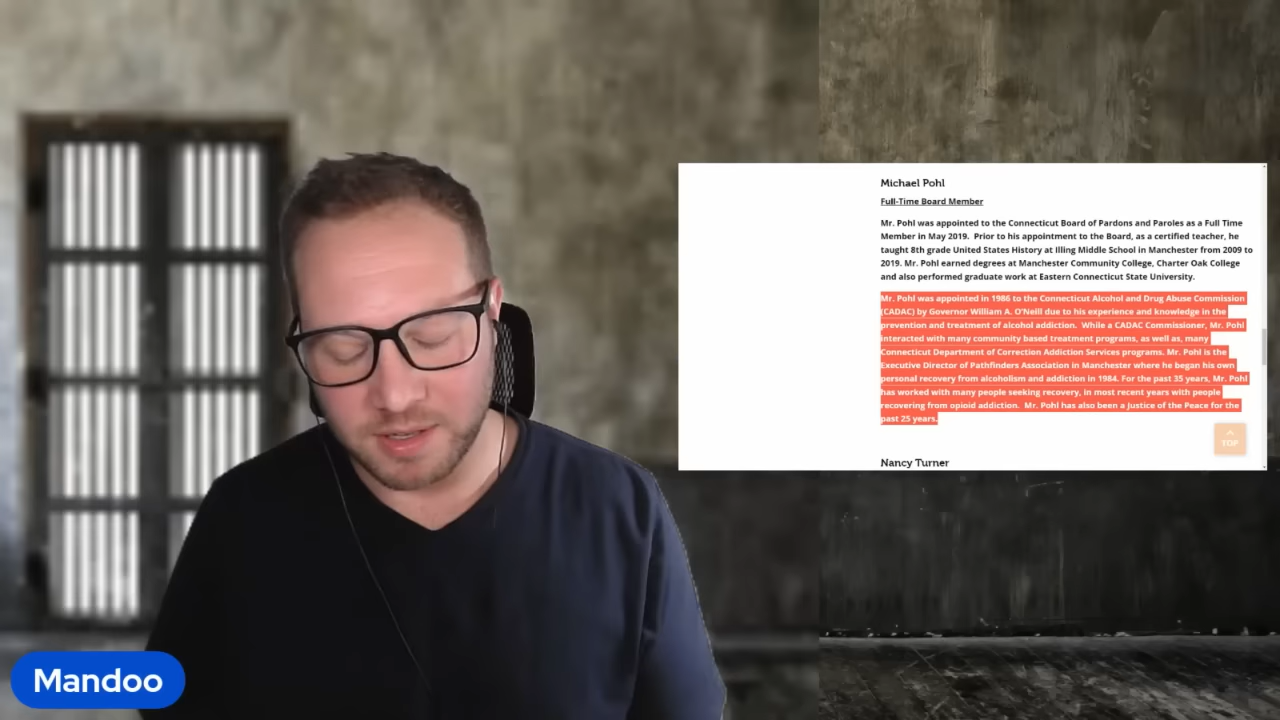 Michael Pohl
Full-Time Board Member
Mr. Pohl was appointed to the Connecticut Board of Pardons and Paroles as a Full Time
Member in May 2019. Prior to his appointment to the Board, as a certified teacher, he
taught 8th grade United States History at Illing Middle School in Manchester from 2009 to
2019. Mr. Pohl earned degrees at Manchester Community College, Charter Oak College
and also performed graduate work at Eastern Connecticut State University.
Mr. Pohl was appointed in 1986 to the Connecticut Alcohol and Drug Abuse Commission
(CADAC) by Governor William A. O'Neill due to his experience and knowledge in the
prevention and treatment of alcohol addiction. While a CADAC Commissioner, Mr. Pohl
interacted with many community based treatment programs, as well as, many
Connecticut Department of Correction Addiction Services programs. Mr. Pohl is the
Executive Director of Pathfinders Association in Manchester where he began his own
personal recovery from alcoholism and addiction in 1984. For the past 35 years, Mr. Pohl
has worked with many people seeking recovery, in most recent years with people
recovering from opioid addiction. Mr. Pohl has also been a Justice of the Peace for the
past 25 years.
TOP
Nancy Turner
Mandoo